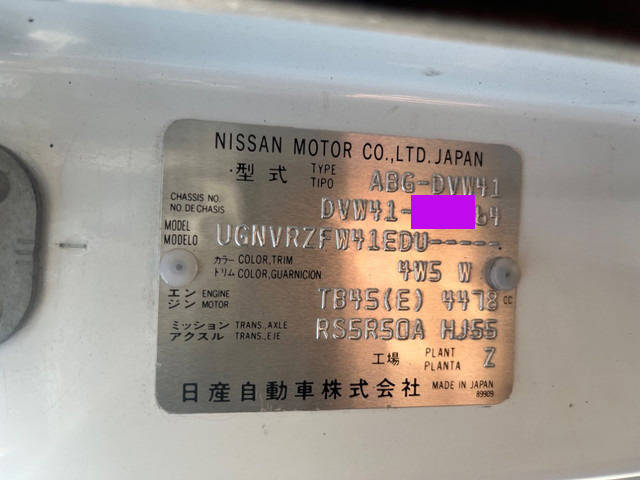 NISSAN MOTOR CO.,LTD.JAPAN
型式 TYPE TIPO ABG-DVW41
CHASSIS NO. NO.DE CHASIS DVW41- 64
MODEL MODELO UGNVRZFW41EDU-----
カラー COLOR,TRIM トリム COLOR,GUARNICION 4W5 W
エンジン ENGINE MOTOR TB45(E) 4478 CC
ミッション TRANS.,AXLE アクスル TRANS.,EJE RS5R50A HJ55
工場 PLANT PLANTA Z
日産自動車株式会社 MADE IN JAPAN 89909